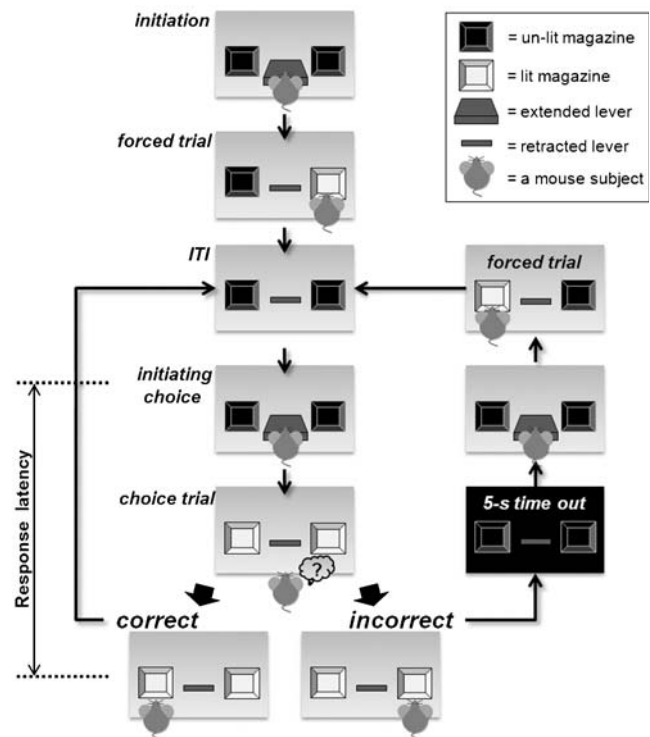 initiation
= un-lit magazine
= lit magazine
= extended lever
= retracted lever
= a mouse subject
forced trial
ITI
forced trial
initiating
choice
choice trial
?
5-s time out
Response latency
correct
incorrect